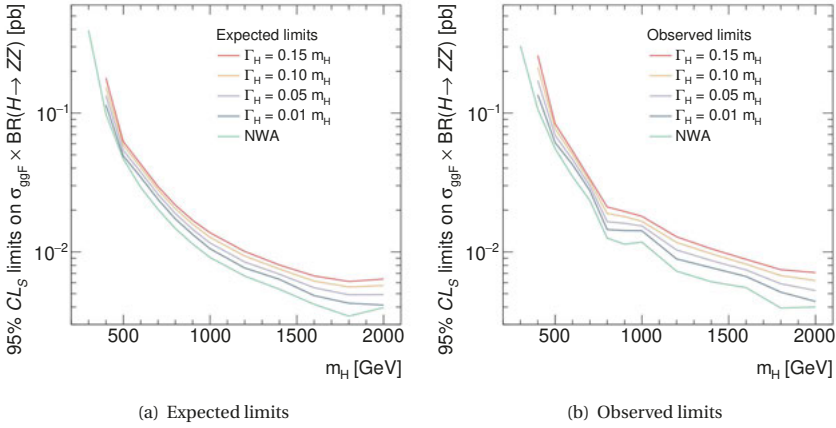 95% CL_S limits on σ_ggF × BR(H → ZZ) [pb]
10⁻¹
10⁻²
Expected limits
Γ_H = 0.15 m_H
Γ_H = 0.10 m_H
Γ_H = 0.05 m_H
Γ_H = 0.01 m_H
NWA
500 1000 1500 2000
m_H [GeV]
(a) Expected limits
95% CL_S limits on σ_ggF × BR(H → ZZ) [pb]
10⁻¹
10⁻²
Observed limits
Γ_H = 0.15 m_H
Γ_H = 0.10 m_H
Γ_H = 0.05 m_H
Γ_H = 0.01 m_H
NWA
500 1000 1500 2000
m_H [GeV]
(b) Observed limits